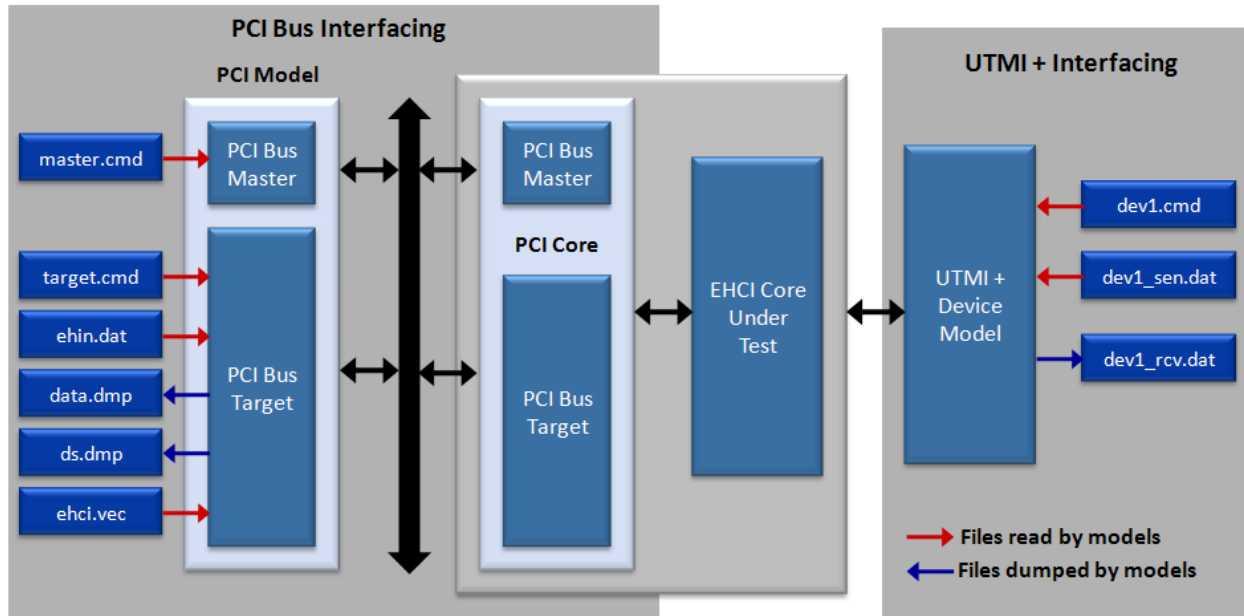 PCI Bus Interfacing
PCI Model
master.cmd
target.cmd
ehin.dat
data.dmp
ds.dmp
ehci.vec
PCI Bus
Master
PCI Bus
Target
PCI Bus
Master
PCI Core
PCI Bus
Target
EHCI Core
Under
Test
UTMI + Interfacing
UTMI +
Device
Model
dev1.cmd
dev1_sen.dat
dev1_rcv.dat
Files read by models
Files dumped by models